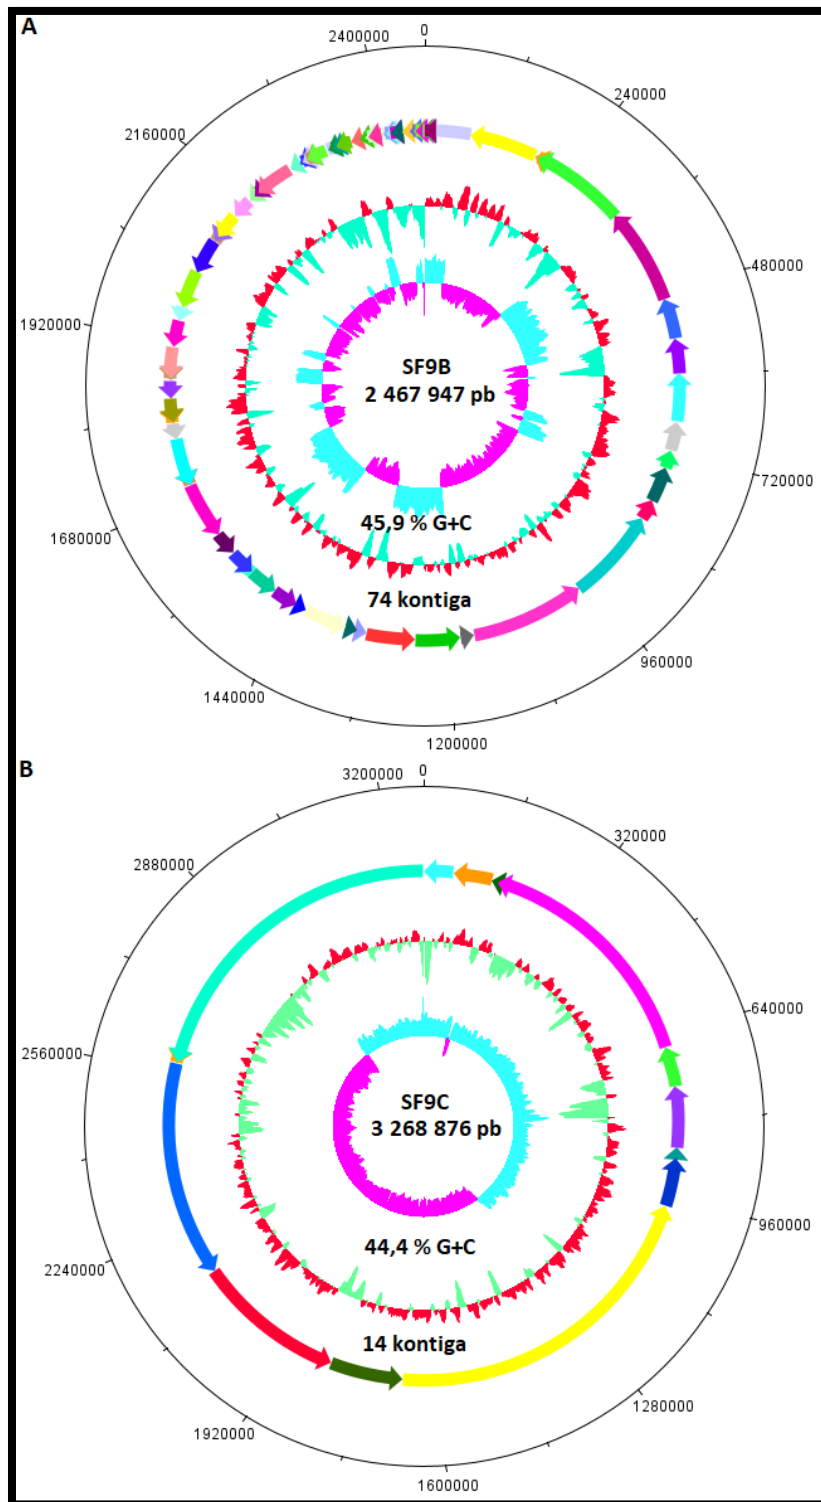 A
0
240000
480000
720000
960000
1200000
1440000
1680000
1920000
2160000
2400000
SF9B
2 467 947 pb
45,9 % G+C
74 kontiga
B
0
320000
640000
960000
1280000
1600000
1920000
2240000
2560000
2880000
3200000
SF9C
3 268 876 pb
44,4 % G+C
14 kontiga